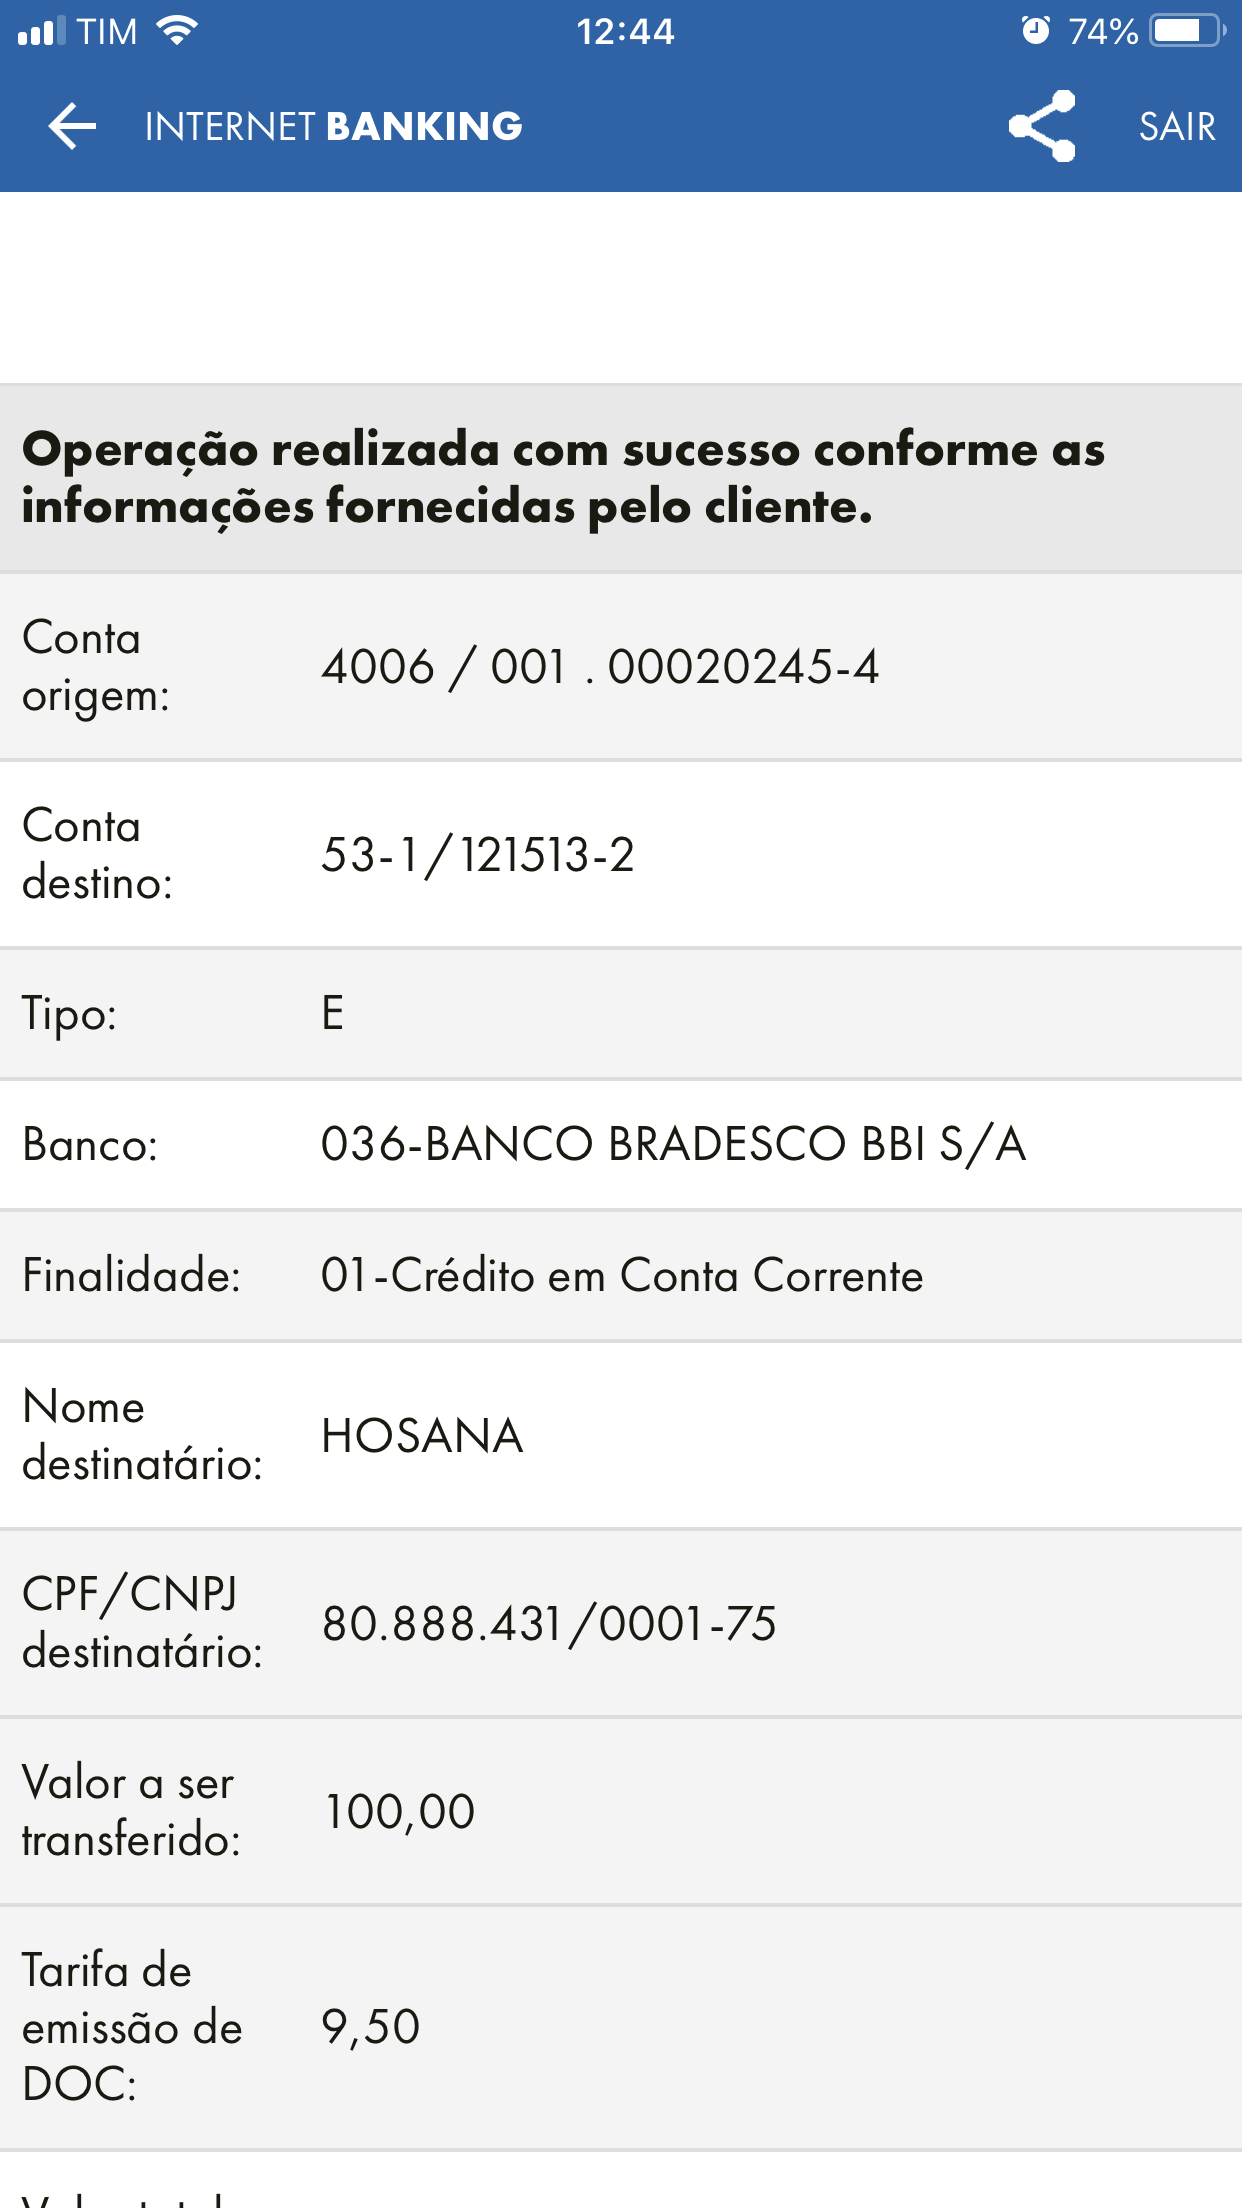 TIM 12:44 74%
INTERNET BANKING SAIR
Operação realizada com sucesso conforme as
informações fornecidas pelo cliente.
Conta
origem:
4006 / 001 . 00020245-4
Conta
destino:
53-1/121513-2
Tipo: E
Banco: 036-BANCO BRADESCO BBI S/A
Finalidade: 01-Crédito em Conta Corrente
Nome
destinatário:
HOSANA
CPF/CNPJ
destinatário:
80.888.431/0001-75
Valor a ser
transferido:
100,00
Tarifa de
emissão de
DOC:
9,50